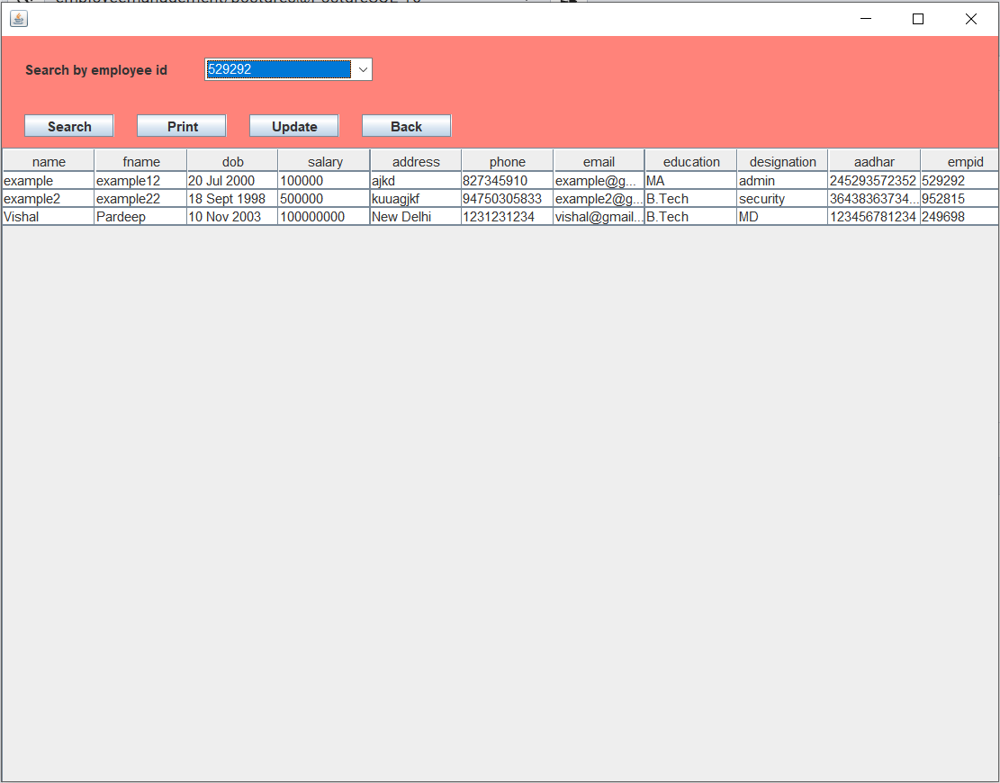 Search by employee id 529292
Search Print Update Back
name fname dob salary address phone email education designation aadhar empid
example example12 20 Jul 2000 100000 ajkd 827345910 example@g... MA admin 245293572352 529292
example2 example22 18 Sept 1998 500000 kuuagjkf 94750305833 example2@g... B.Tech security 36438363734... 952815
Vishal Pardeep 10 Nov 2003 100000000 New Delhi 1231231234 vishal@gmail... B.Tech MD 123456781234 249698